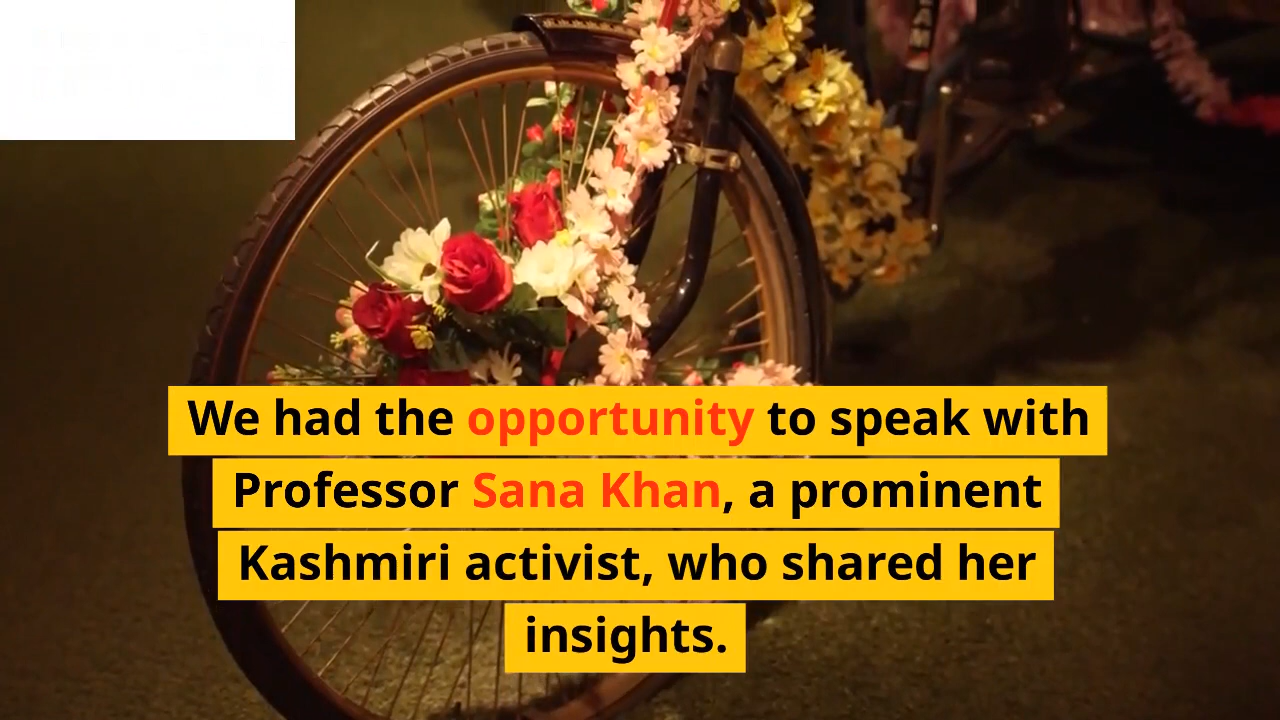 We had the opportunity to speak with
Professor Sana Khan, a prominent
Kashmiri activist, who shared her
insights.